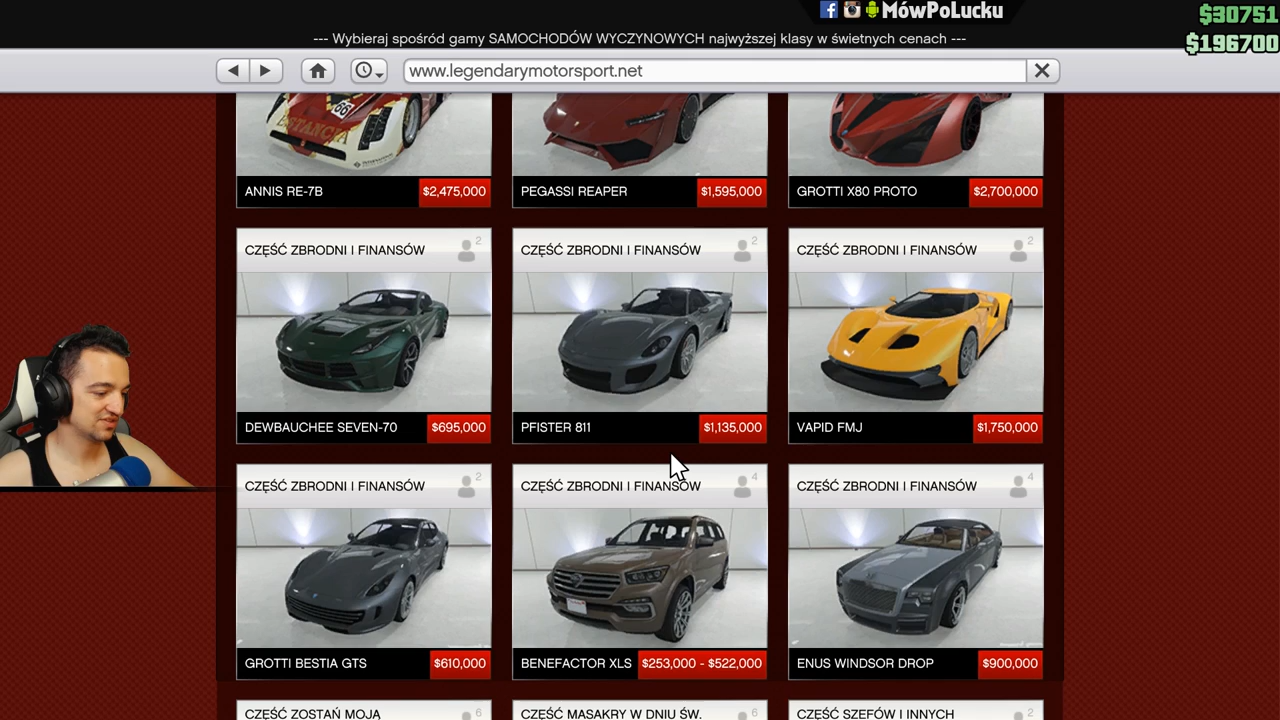 MówPoLucku
$30751
--- Wybieraj spośród gamy SAMOCHODÓW WYCZYNOWYCH najwyższej klasy w świetnych cenach ---
$196700
www.legendarymotorsport.net
66
ESTANCIA
ANNIS RE-7B $2,475,000
PEGASSI REAPER $1,595,000
GROTTI X80 PROTO $2,700,000
CZĘŚĆ ZBRODNI I FINANSÓW 2
CZĘŚĆ ZBRODNI I FINANSÓW 2
CZĘŚĆ ZBRODNI I FINANSÓW 2
DEWBAUCHEE SEVEN-70 $695,000
PFISTER 811 $1,135,000
VAPID FMJ $1,750,000
CZĘŚĆ ZBRODNI I FINANSÓW 2
CZĘŚĆ ZBRODNI I FINANSÓW 4
CZĘŚĆ ZBRODNI I FINANSÓW 4
GROTTI BESTIA GTS $610,000
BENEFACTOR XLS $253,000 - $522,000
ENUS WINDSOR DROP $900,000
CZĘŚĆ ZOSTAŃ MOJĄ 6
CZĘŚĆ MASAKRY W DNIU ŚW. 6
CZĘŚĆ SZEFÓW I INNYCH 2